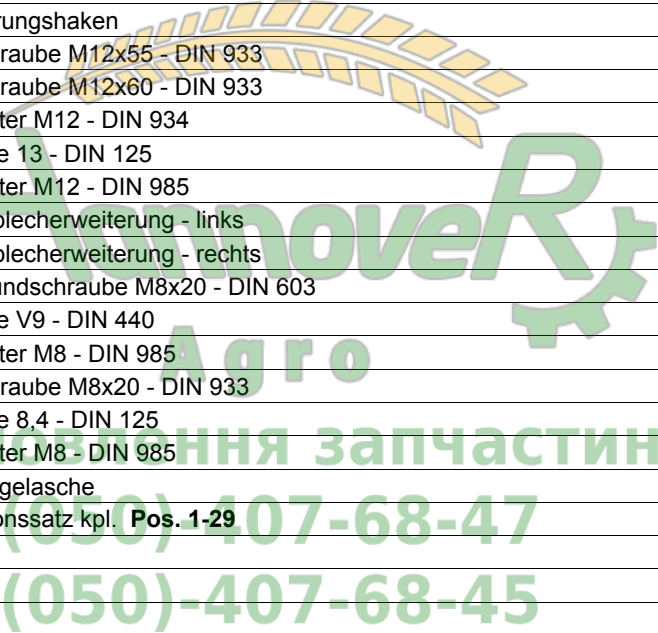 rungshaken
raube M12x55 - DIN 933
raube M12x60 - DIN 933
ter M12 - DIN 934
e 13 - DIN 125
ter M12 - DIN 985
blecherweiterung - links
blecherweiterung - rechts
undschraube M8x20 - DIN 603
e V9 - DIN 440
ter M8 - DIN 985
raube M8x20 - DIN 933
e 8,4 - DIN 125
ter M8 - DIN 985
gelasche
onssatz kpl. Pos. 1-29
HannoveR
Agro
новлення запчастин
(050)-407-68-47
(050)-407-68-45